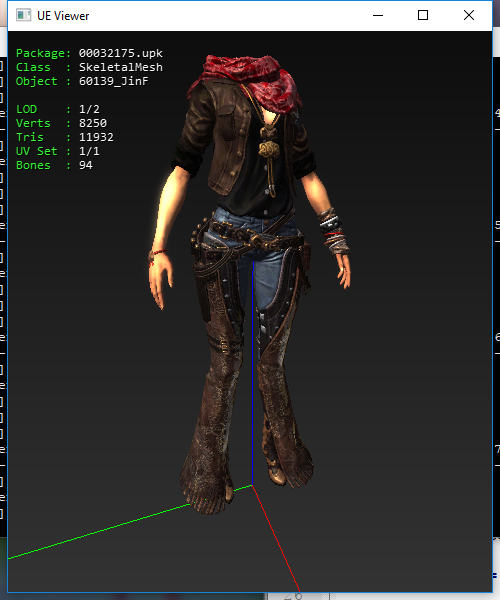 UE Viewer
Package: 00032175.upk
Class  : SkeletalMesh
Object : 60139_JinF
LOD    : 1/2
Verts  : 8250
Tris   : 11932
UV Set : 1/1
Bones  : 94